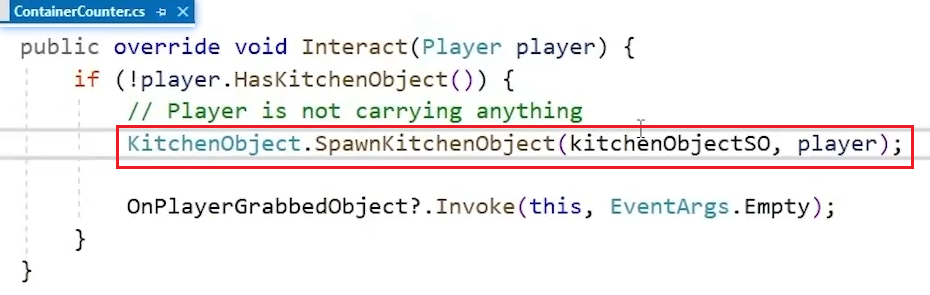 ContainerCounter.cs
public override void Interact(Player player) {
if (!player.HasKitchenObject()) {
// Player is not carrying anything
KitchenObject.SpawnKitchenObject(kitchenObjectSO, player);
OnPlayerGrabbedObject?.Invoke(this, EventArgs.Empty);
}
}